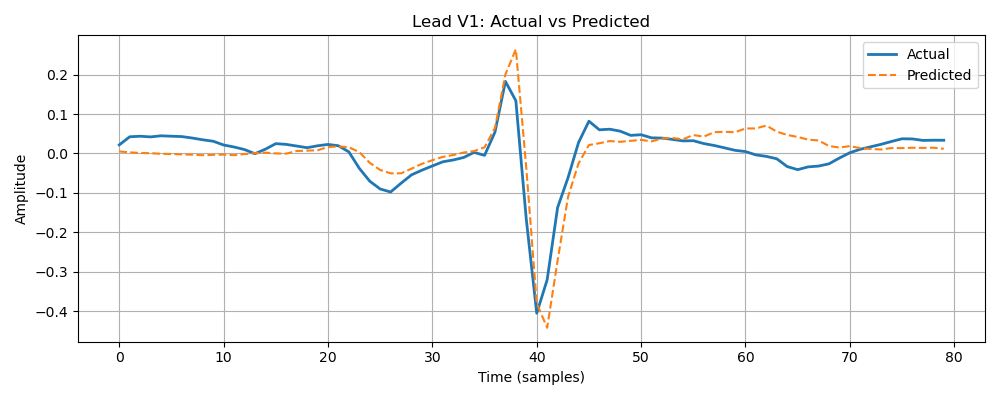 Lead V1: Actual vs Predicted
Actual
Predicted
Amplitude
0.2
0.1
0.0
−0.1
−0.2
−0.3
−0.4
0 10 20 30 40 50 60 70 80
Time (samples)